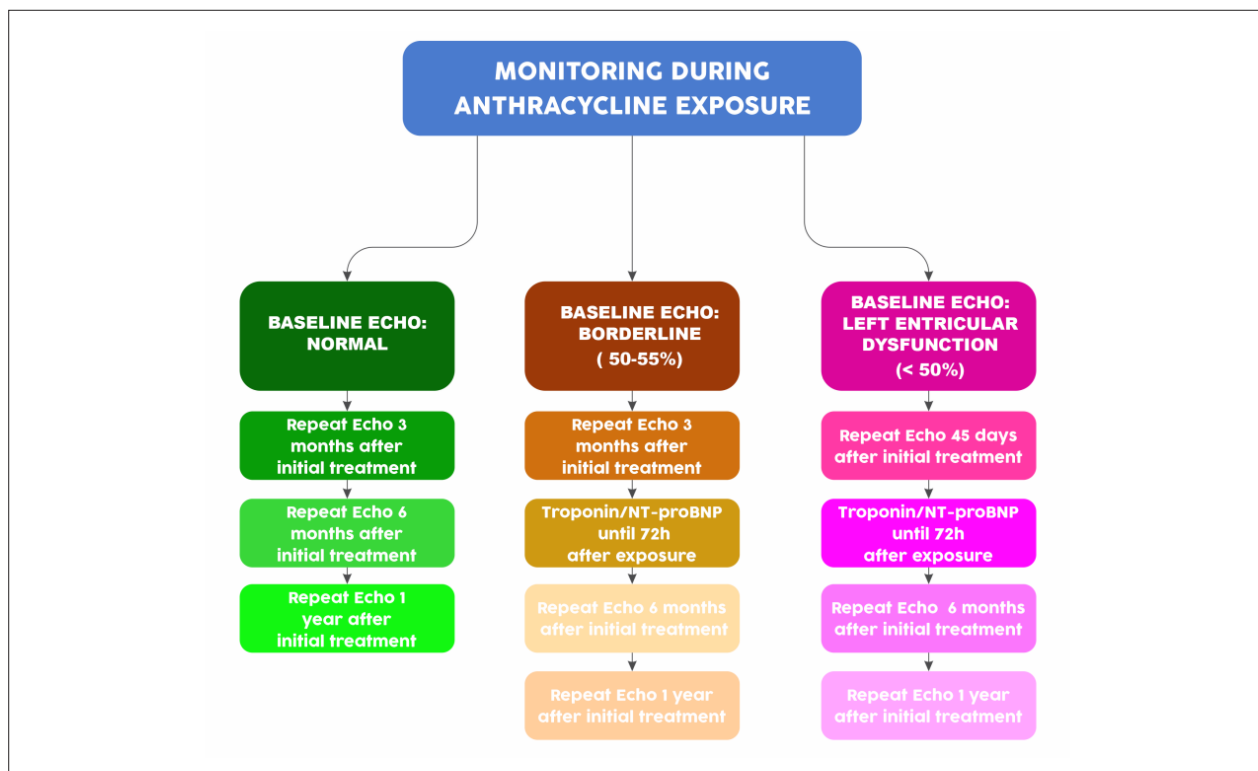 MONITORING DURING
ANTHRACYCLINE EXPOSURE
BASELINE ECHO:
NORMAL
Repeat Echo 3
months after
initial treatment
Repeat Echo 6
months after
initial treatment
Repeat Echo 1
year after
initial treatment
BASELINE ECHO:
BORDERLINE
( 50-55%)
Repeat Echo 3
months after
initial treatment
Troponin/NT-proBNP
until 72h
after exposure
Repeat Echo 6 months
after initial treatment
Repeat Echo 1 year
after initial treatment
BASELINE ECHO:
LEFT ENTRICULAR
DYSFUNCTION
(< 50%)
Repeat Echo 45 days
after initial treatment
Troponin/NT-proBNP
until 72h
after exposure
Repeat Echo  6 months
after initial treatment
Repeat Echo 1 year
after initial treatment